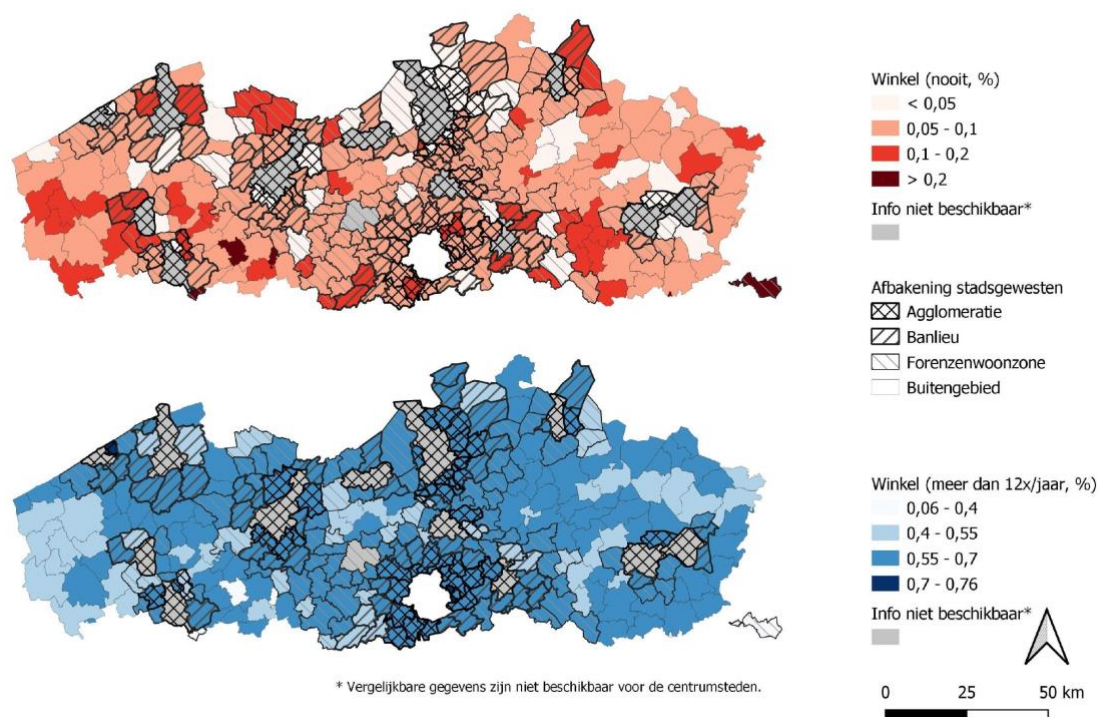 Winkel (nooit, %)
< 0,05
0,05 - 0,1
0,1 - 0,2
> 0,2
Info niet beschikbaar*
Afbakening stadsgewesten
Agglomeratie
Banlieu
Forenzenwoonzone
Buitengebied
Winkel (meer dan 12x/jaar, %)
0,06 - 0,4
0,4 - 0,55
0,55 - 0,7
0,7 - 0,76
Info niet beschikbaar*
* Vergelijkbare gegevens zijn niet beschikbaar voor de centrumsteden.
0 25 50 km